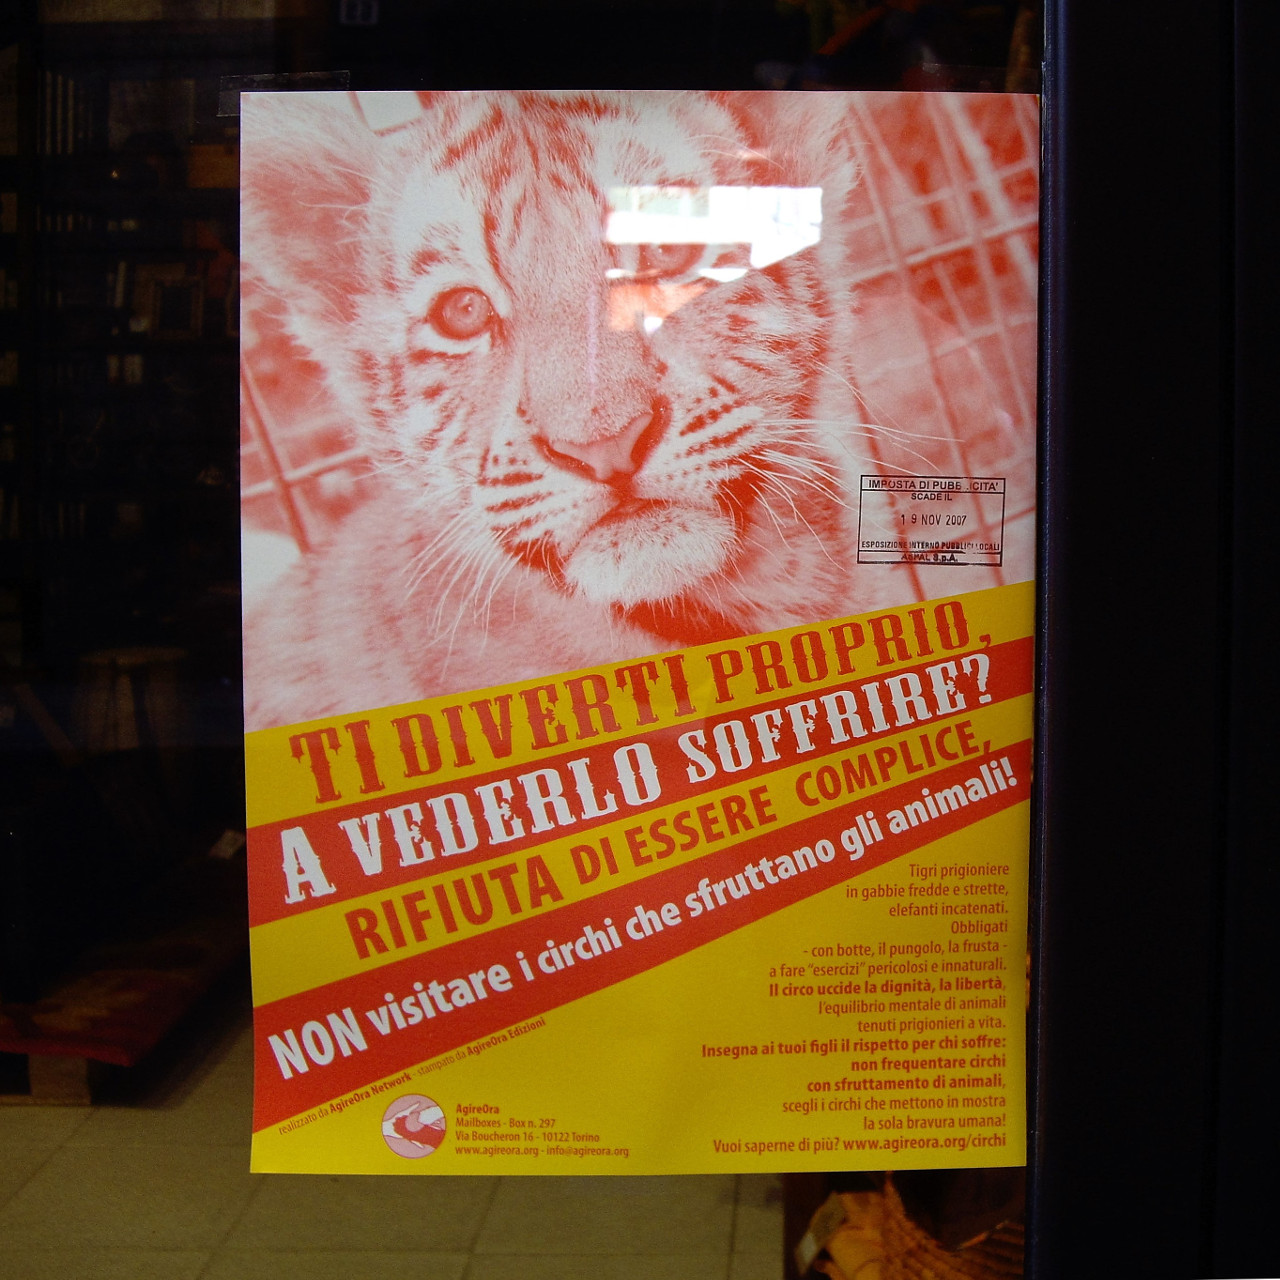 IMPOSTA DI PUBBLICITA'
SCADE IL
19 NOV 2007
ESPOSIZIONE INTERNO PUBBLICI LOCALI
S.p.A.
TI DIVERTI PROPRIO,
A VEDERLO SOFFRIRE?
RIFIUTA DI ESSERE COMPLICE,
NON visitare i circhi che sfruttano gli animali!
Tigri prigioniere
in gabbie fredde e strette,
elefanti incatenati.
Obbligati
- con botte, il pungolo, la frusta -
a fare "esercizi" pericolosi e innaturali.
Il circo uccide la dignità, la libertà,
l'equilibrio mentale di animali
tenuti prigionieri a vita.
Insegna ai tuoi figli il rispetto per chi soffre:
non frequentare circhi
con sfruttamento di animali,
scegli i circhi che mettono in mostra
la sola bravura umana!
Vuoi saperne di più? www.agireora.org/circhi
realizzato da AgireOra Network - stampato da AgireOra Edizioni
AgireOra
Mailboxes - Box n. 297
Via Boucheron 16 - 10122 Torino
www.agireora.org - info@agireora.org